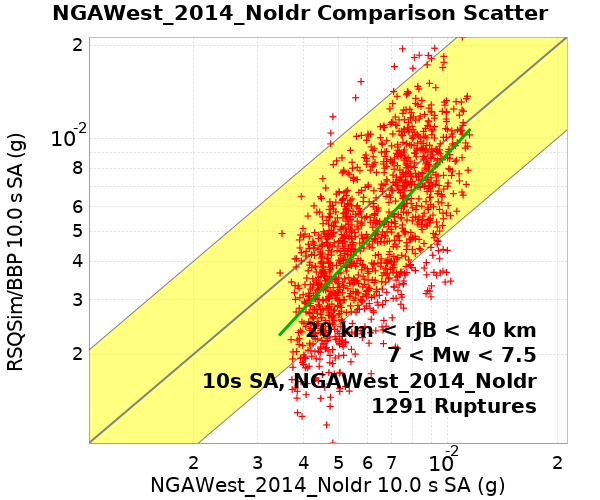 NGAWest_2014_NoIdr Comparison Scatter
RSQSim/BBP 10.0 s SA (g)
2
10-2
8
6
5
4
3
2
20 km < rJB < 40 km
7 < Mw < 7.5
10s SA, NGAWest_2014_NoIdr
1291 Ruptures
2 3 4 5 6 7 10-2 2
NGAWest_2014_NoIdr 10.0 s SA (g)